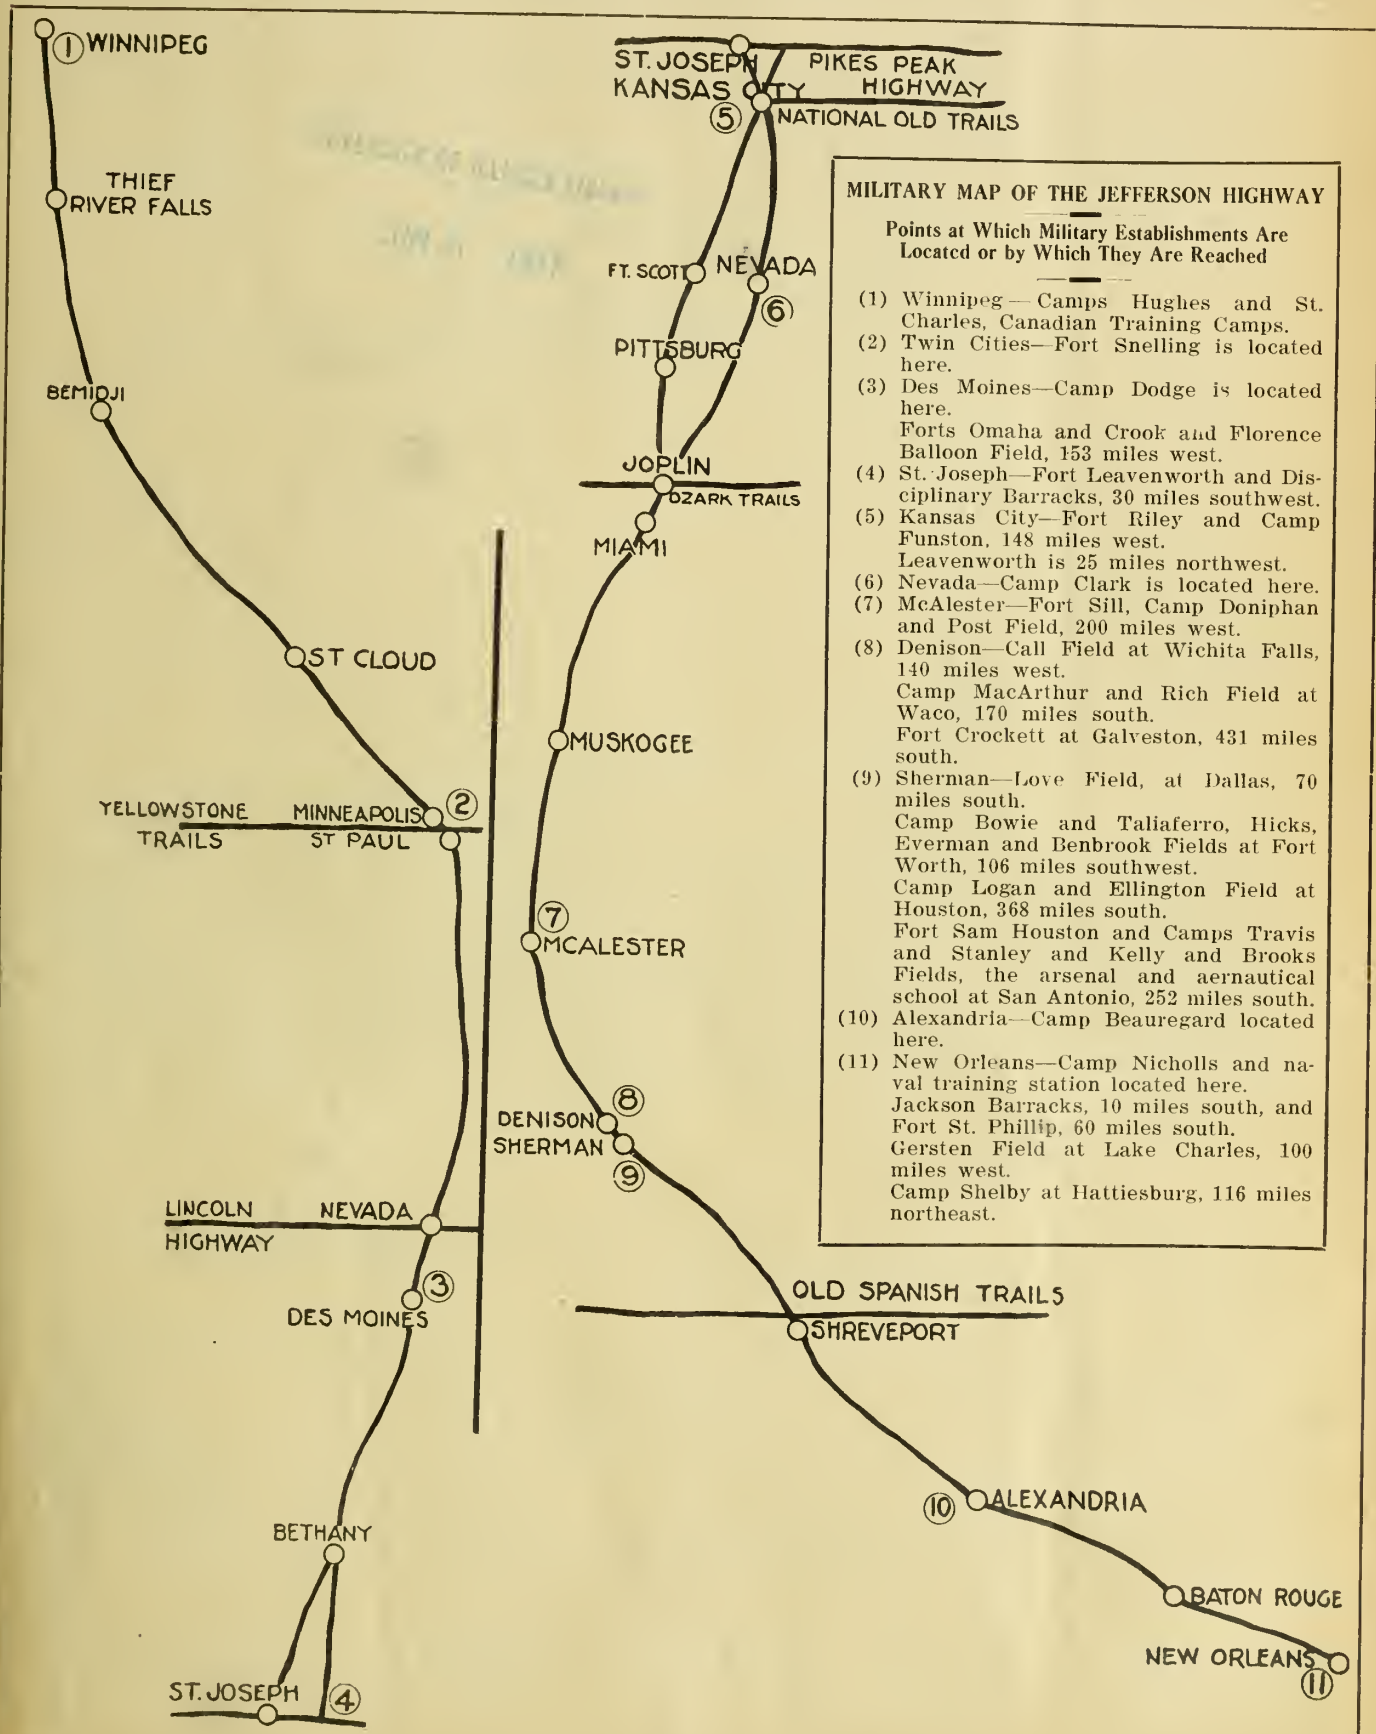 ① WINNIPEG
THIEF
RIVER FALLS
BEMIDJI
ST CLOUD
YELLOWSTONE
TRAILS
MINNEAPOLIS ②
ST PAUL
LINCOLN
HIGHWAY
NEVADA
③
DES MOINES
BETHANY
ST. JOSEPH
④
ST. JOSEPH
PIKES PEAK
HIGHWAY
KANSAS CITY
⑤
NATIONAL OLD TRAILS
FT. SCOTT
NEVADA
⑥
PITTSBURG
JOPLIN
OZARK TRAILS
MIAMI
MUSKOGEE
⑦
MCALESTER
DENISON ⑧
SHERMAN
⑨
OLD SPANISH TRAILS
SHREVEPORT
⑩ ALEXANDRIA
BATON ROUGE
NEW ORLEANS
⑪
MILITARY MAP OF THE JEFFERSON HIGHWAY
Points at Which Military Establishments Are
Located or by Which They Are Reached
(1) Winnipeg—Camps Hughes and St.
Charles, Canadian Training Camps.
(2) Twin Cities—Fort Snelling is located
here.
(3) Des Moines—Camp Dodge is located
here.
Forts Omaha and Crook and Florence
Balloon Field, 153 miles west.
(4) St. Joseph—Fort Leavenworth and Dis-
ciplinary Barracks, 30 miles southwest.
(5) Kansas City—Fort Riley and Camp
Funston, 148 miles west.
Leavenworth is 25 miles northwest.
(6) Nevada—Camp Clark is located here.
(7) McAlester—Fort Sill, Camp Doniphan
and Post Field, 200 miles west.
(8) Denison—Call Field at Wichita Falls,
140 miles west.
Camp MacArthur and Rich Field at
Waco, 170 miles south.
Fort Crockett at Galveston, 431 miles
south.
(9) Sherman—Love Field, at Dallas, 70
miles south.
Camp Bowie and Taliaferro, Hicks,
Everman and Benbrook Fields at Fort
Worth, 106 miles southwest.
Camp Logan and Ellington Field at
Houston, 368 miles south.
Fort Sam Houston and Camps Travis
and Stanley and Kelly and Brooks
Fields, the arsenal and aernautical
school at San Antonio, 252 miles south.
(10) Alexandria—Camp Beauregard located
here.
(11) New Orleans—Camp Nicholls and na-
val training station located here.
Jackson Barracks, 10 miles south, and
Fort St. Phillip, 60 miles south.
Gersten Field at Lake Charles, 100
miles west.
Camp Shelby at Hattiesburg, 116 miles
northeast.